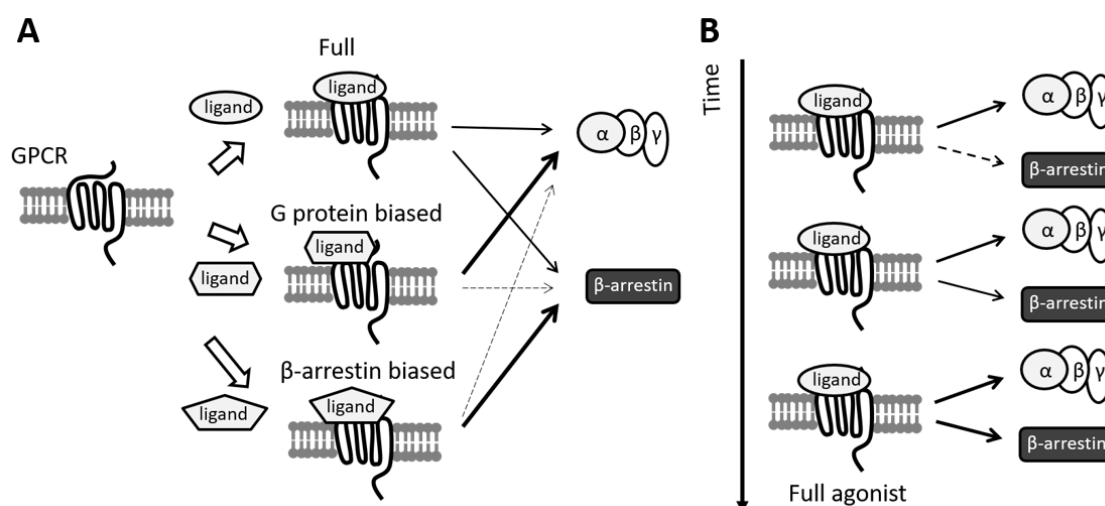 A
Full
ligand
ligand
GPCR
α β γ
G protein biased
ligand
ligand
β-arrestin
β-arrestin biased
ligand
ligand
B
Time
ligand
α β γ
β-arrestin
ligand
α β γ
β-arrestin
ligand
α β γ
β-arrestin
Full agonist